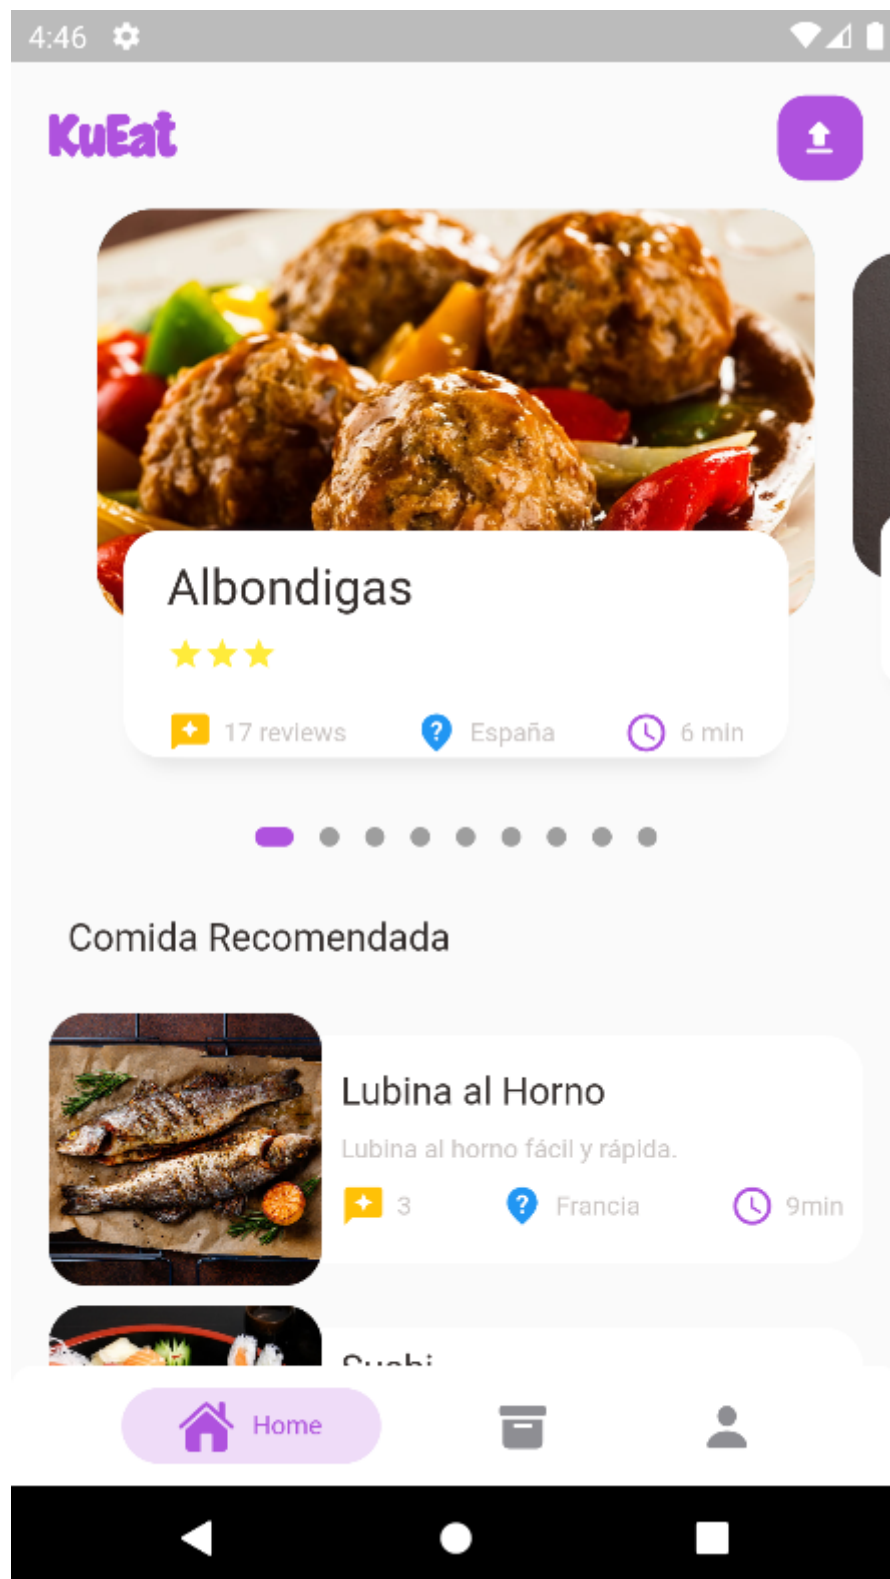 4:46
KuEat
Albondigas
17 reviews España 6 min
Comida Recomendada
Lubina al Horno
Lubina al horno fácil y rápida.
3 Francia 9min
Sushi
Home